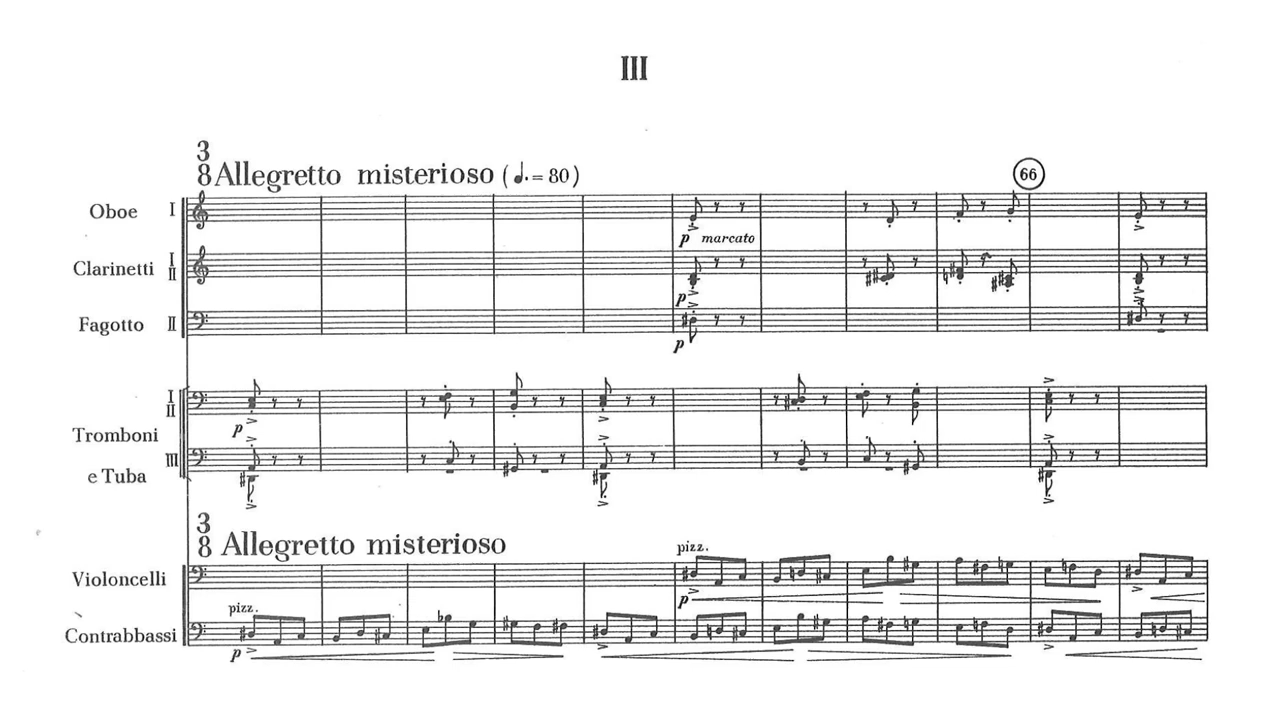 III
3
8 Allegretto misterioso (♩. = 80)
66
Oboe I
p marcato
Clarinetti I II
p
Fagotto II
p
Tromboni I II
p
e Tuba III
3
8 Allegretto misterioso
pizz.
Violoncelli
p
pizz.
Contrabbassi
p